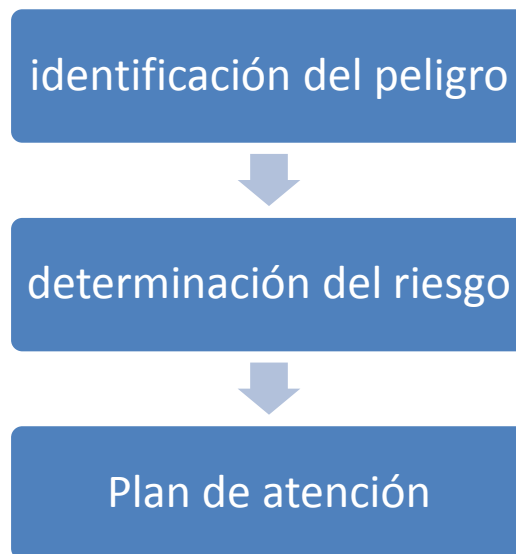 identificación del peligro
determinación del riesgo
Plan de atención